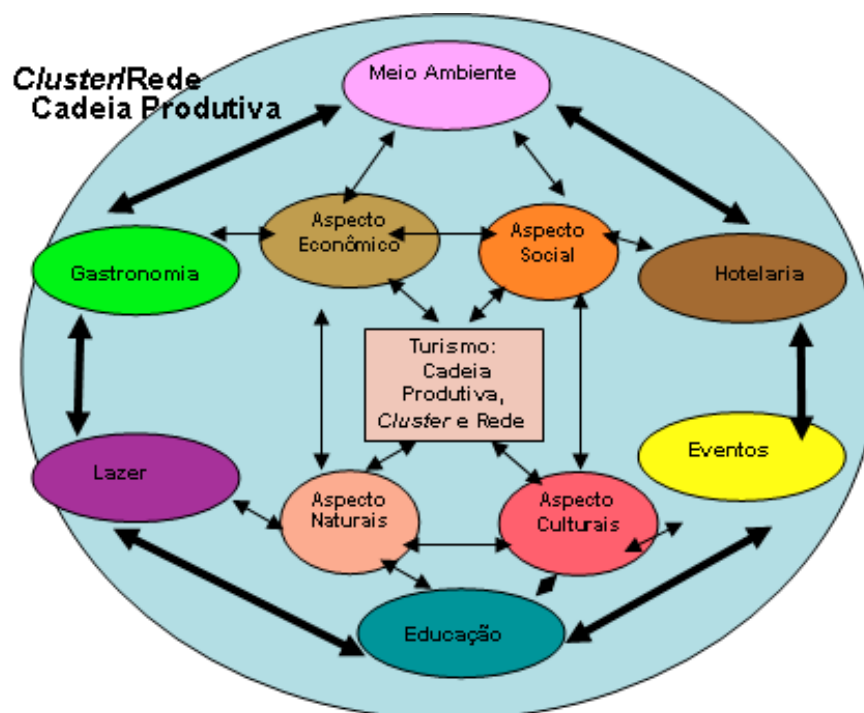 Cluster/Rede
Cadeia Produtiva
Meio Ambiente
Aspecto
Econômico
Aspecto
Social
Gastronomia
Hotelaria
Turismo:
Cadeia
Produtiva,
Cluster e Rede
Lazer
Eventos
Aspecto
Naturais
Aspecto
Culturais
Educação